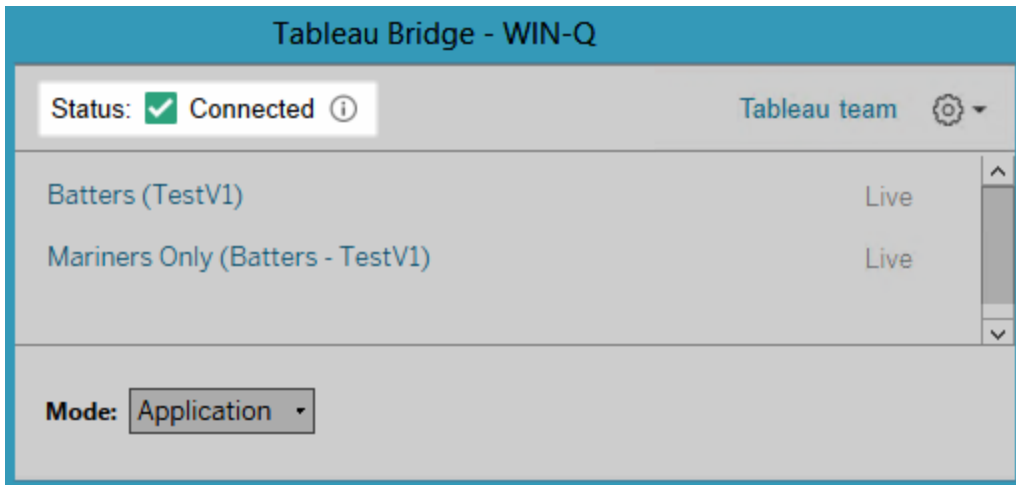 Tableau Bridge - WIN-Q
Status: Connected Tableau team
Batters (TestV1) Live
Mariners Only (Batters - TestV1) Live
Mode: Application